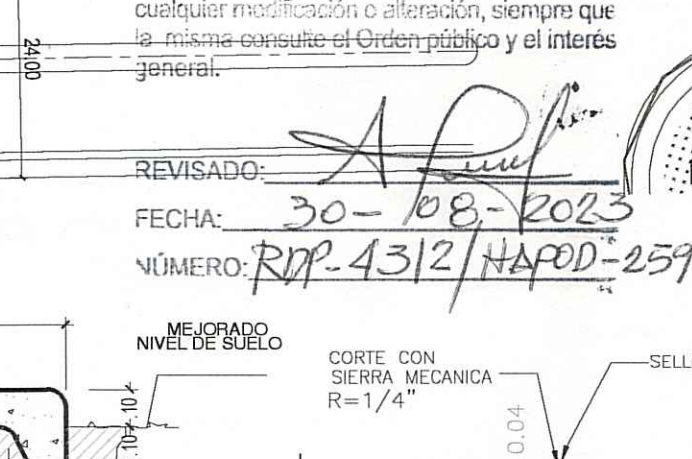 cualquier modificación o alteración, siempre que
la misma consulte el Orden público y el interés
general.
24.00
REVISADO:
FECHA: 30-08-2023
NÚMERO: RDP-4312/HAPOD-259
MEJORADO
NIVEL DE SUELO
CORTE CON
SIERRA MECANICA
R=1/4"
SELL
.10
.10
0.04